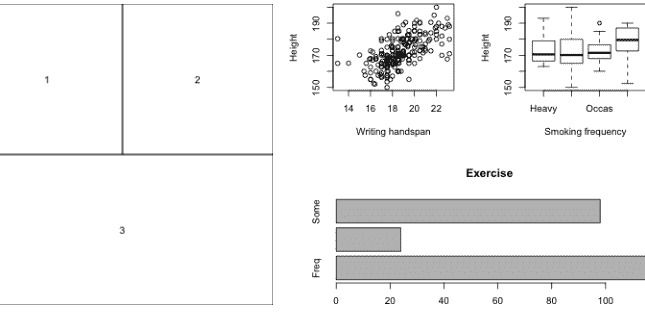 1
2
3
Height
150
170
190
14 16 18 20 22
Writing handspan
Height
150
170
190
Heavy Occas
Smoking frequency
Exercise
Some
Freq
0 20 40 60 80 100